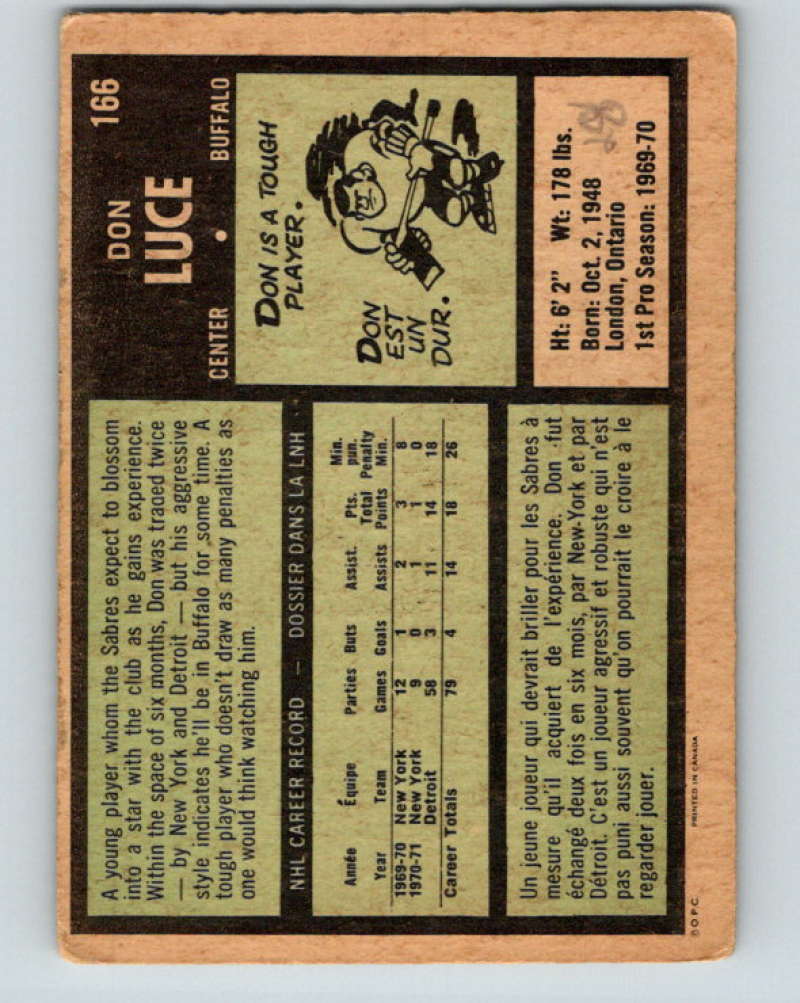 166
DON
LUCE
CENTER • BUFFALO
A young player whom the Sabres expect to blossom
into a star with the club as he gains experience.
Within the space of six months, Don was traded twice
— by New York and Detroit — but his aggressive
style indicates he'll be in Buffalo for some time. A
tough player who doesn't draw as many penalties as
one would think watching him.
DON IS A TOUGH
PLAYER.
DON
EST
UN
DUR.
NHL CAREER RECORD — DOSSIER DANS LA LNH
Année Équipe Parties Buts Assist. Pts. Min. pun.
Year Team Games Goals Assists Total Points Penalty Min.
1969-70 New York 12 1 2 3 8
1970-71 New York 9 0 1 1 0
Detroit 58 3 11 14 18
Career Totals 79 4 14 18 26
Ht: 6' 2" Wt: 178 lbs.
Born: Oct. 2, 1948
London, Ontario
1st Pro Season: 1969-70
Un jeune joueur qui devrait briller pour les Sabres à
mesure qu'il acquiert de l'expérience. Don fut
échangé deux fois en six mois, par New-York et par
Détroit. C'est un joueur agressif et robuste qui n'est
pas puni aussi souvent qu'on pourrait le croire à le
regarder jouer.
© O.P.C. PRINTED IN CANADA